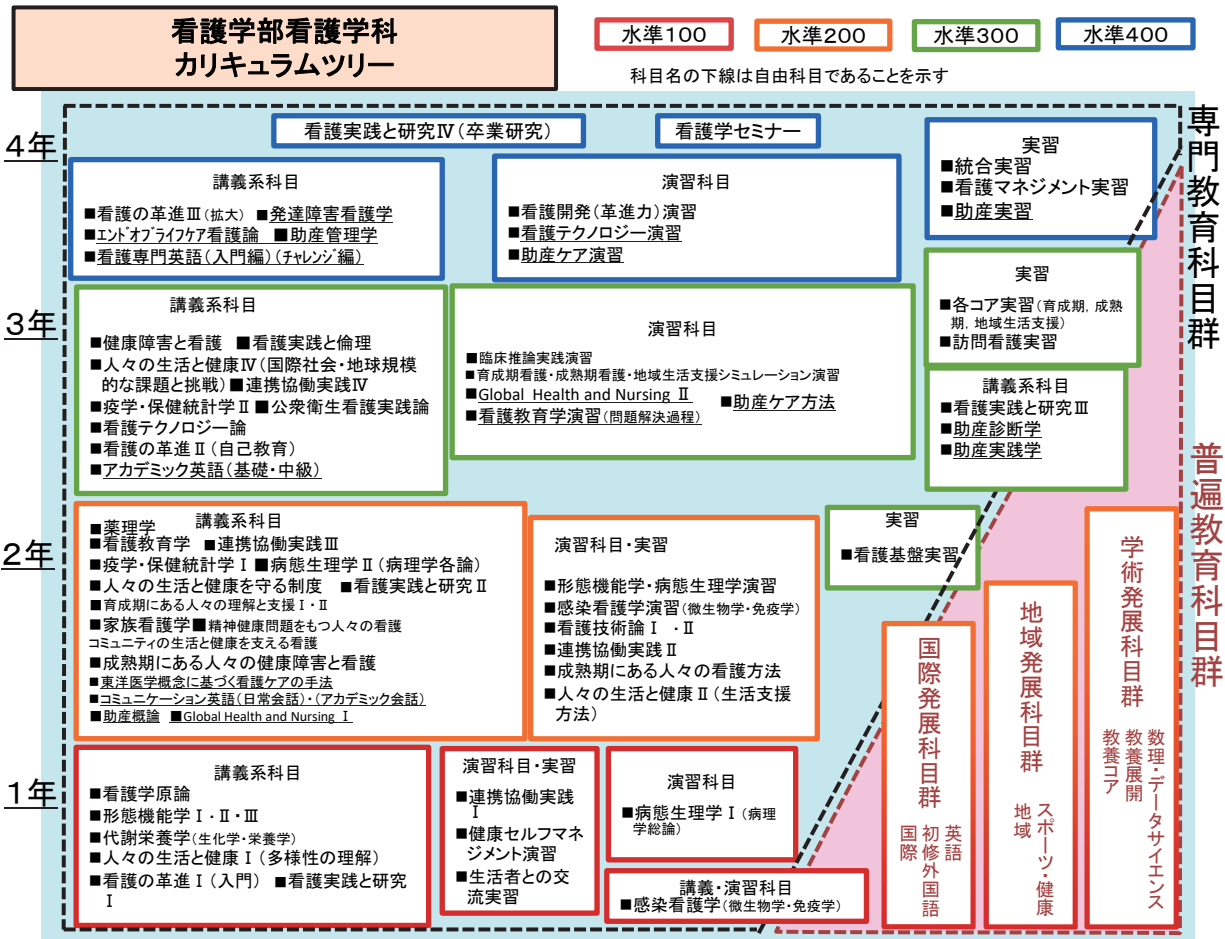 看護学部看護学科
カリキュラムツリー
水準100
水準200
水準300
水準400
科目名の下線は自由科目であることを示す
専門教育科目群
普遍教育科目群
4年
看護実践と研究Ⅳ(卒業研究)
看護学セミナー
講義系科目
■看護の革進Ⅲ(拡大) ■発達障害看護学
■エンドオブライフケア看護論 ■助産管理学
■看護専門英語(入門編)(チャレンジ編)
演習科目
■看護開発(革進力)演習
■看護テクノロジー演習
■助産ケア演習
実習
■統合実習
■看護マネジメント実習
■助産実習
3年
講義系科目
■健康障害と看護 ■看護実践と倫理
■人々の生活と健康Ⅳ(国際社会・地球規模
的な課題と挑戦)■連携協働実践Ⅳ
■疫学・保健統計学Ⅱ ■公衆衛生看護実践論
■看護テクノロジー論
■看護の革進Ⅱ(自己教育)
■アカデミック英語(基礎・中級)
演習科目
■臨床推論実践演習
■育成期看護・成熟期看護・地域生活支援シミュレーション演習
■Global Health and Nursing Ⅱ ■助産ケア方法
■看護教育学演習(問題解決過程)
実習
■各コア実習(育成期, 成熟
期, 地域生活支援)
■訪問看護実習
講義系科目
■看護実践と研究Ⅲ
■助産診断学
■助産実践学
2年
講義系科目
■薬理学
■看護教育学 ■連携協働実践Ⅲ
■疫学・保健統計学Ⅰ ■病態生理学Ⅱ(病理学各論)
■人々の生活と健康を守る制度 ■看護実践と研究Ⅱ
■育成期にある人々の理解と支援Ⅰ・Ⅱ
■家族看護学■精神健康問題をもつ人々の看護
コミュニティの生活と健康を支える看護
■成熟期にある人々の健康障害と看護
■東洋医学概念に基づく看護ケアの手法
■コミュニケーション英語(日常会話)・(アカデミック会話)
■助産概論 ■Global Health and Nursing Ⅰ
演習科目・実習
■形態機能学・病態生理学演習
■感染看護学演習(微生物学・免疫学)
■看護技術論Ⅰ ・Ⅱ
■連携協働実践Ⅱ
■成熟期にある人々の看護方法
■人々の生活と健康Ⅱ(生活支援
方法)
実習
■看護基盤実習
1年
講義系科目
■看護学原論
■形態機能学Ⅰ・Ⅱ・Ⅲ
■代謝栄養学(生化学・栄養学)
■人々の生活と健康Ⅰ(多様性の理解)
■看護の革進Ⅰ(入門) ■看護実践と研究
Ⅰ
演習科目・実習
■連携協働実践
Ⅰ
■健康セルフマネ
ジメント演習
■生活者との交
流実習
演習科目
■病態生理学Ⅰ(病理
学総論)
講義・演習科目
■感染看護学(微生物学・免疫学)
国際発展科目群
英語
初修外国語
国際
地域発展科目群
スポーツ・健康
地域
学術発展科目群
数理・データサイエンス
教養展開
教養コア